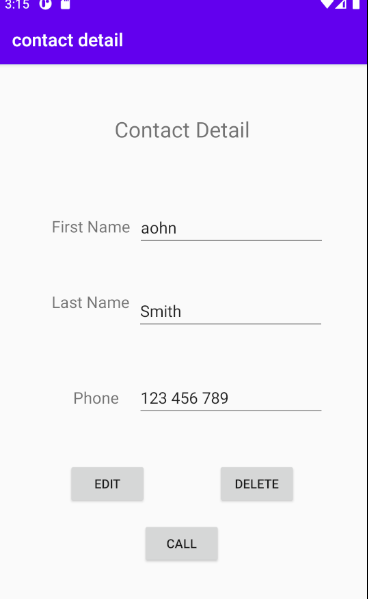 3:15
contact detail
Contact Detail
First Name aohn
Last Name Smith
Phone 123 456 789
EDIT DELETE
CALL